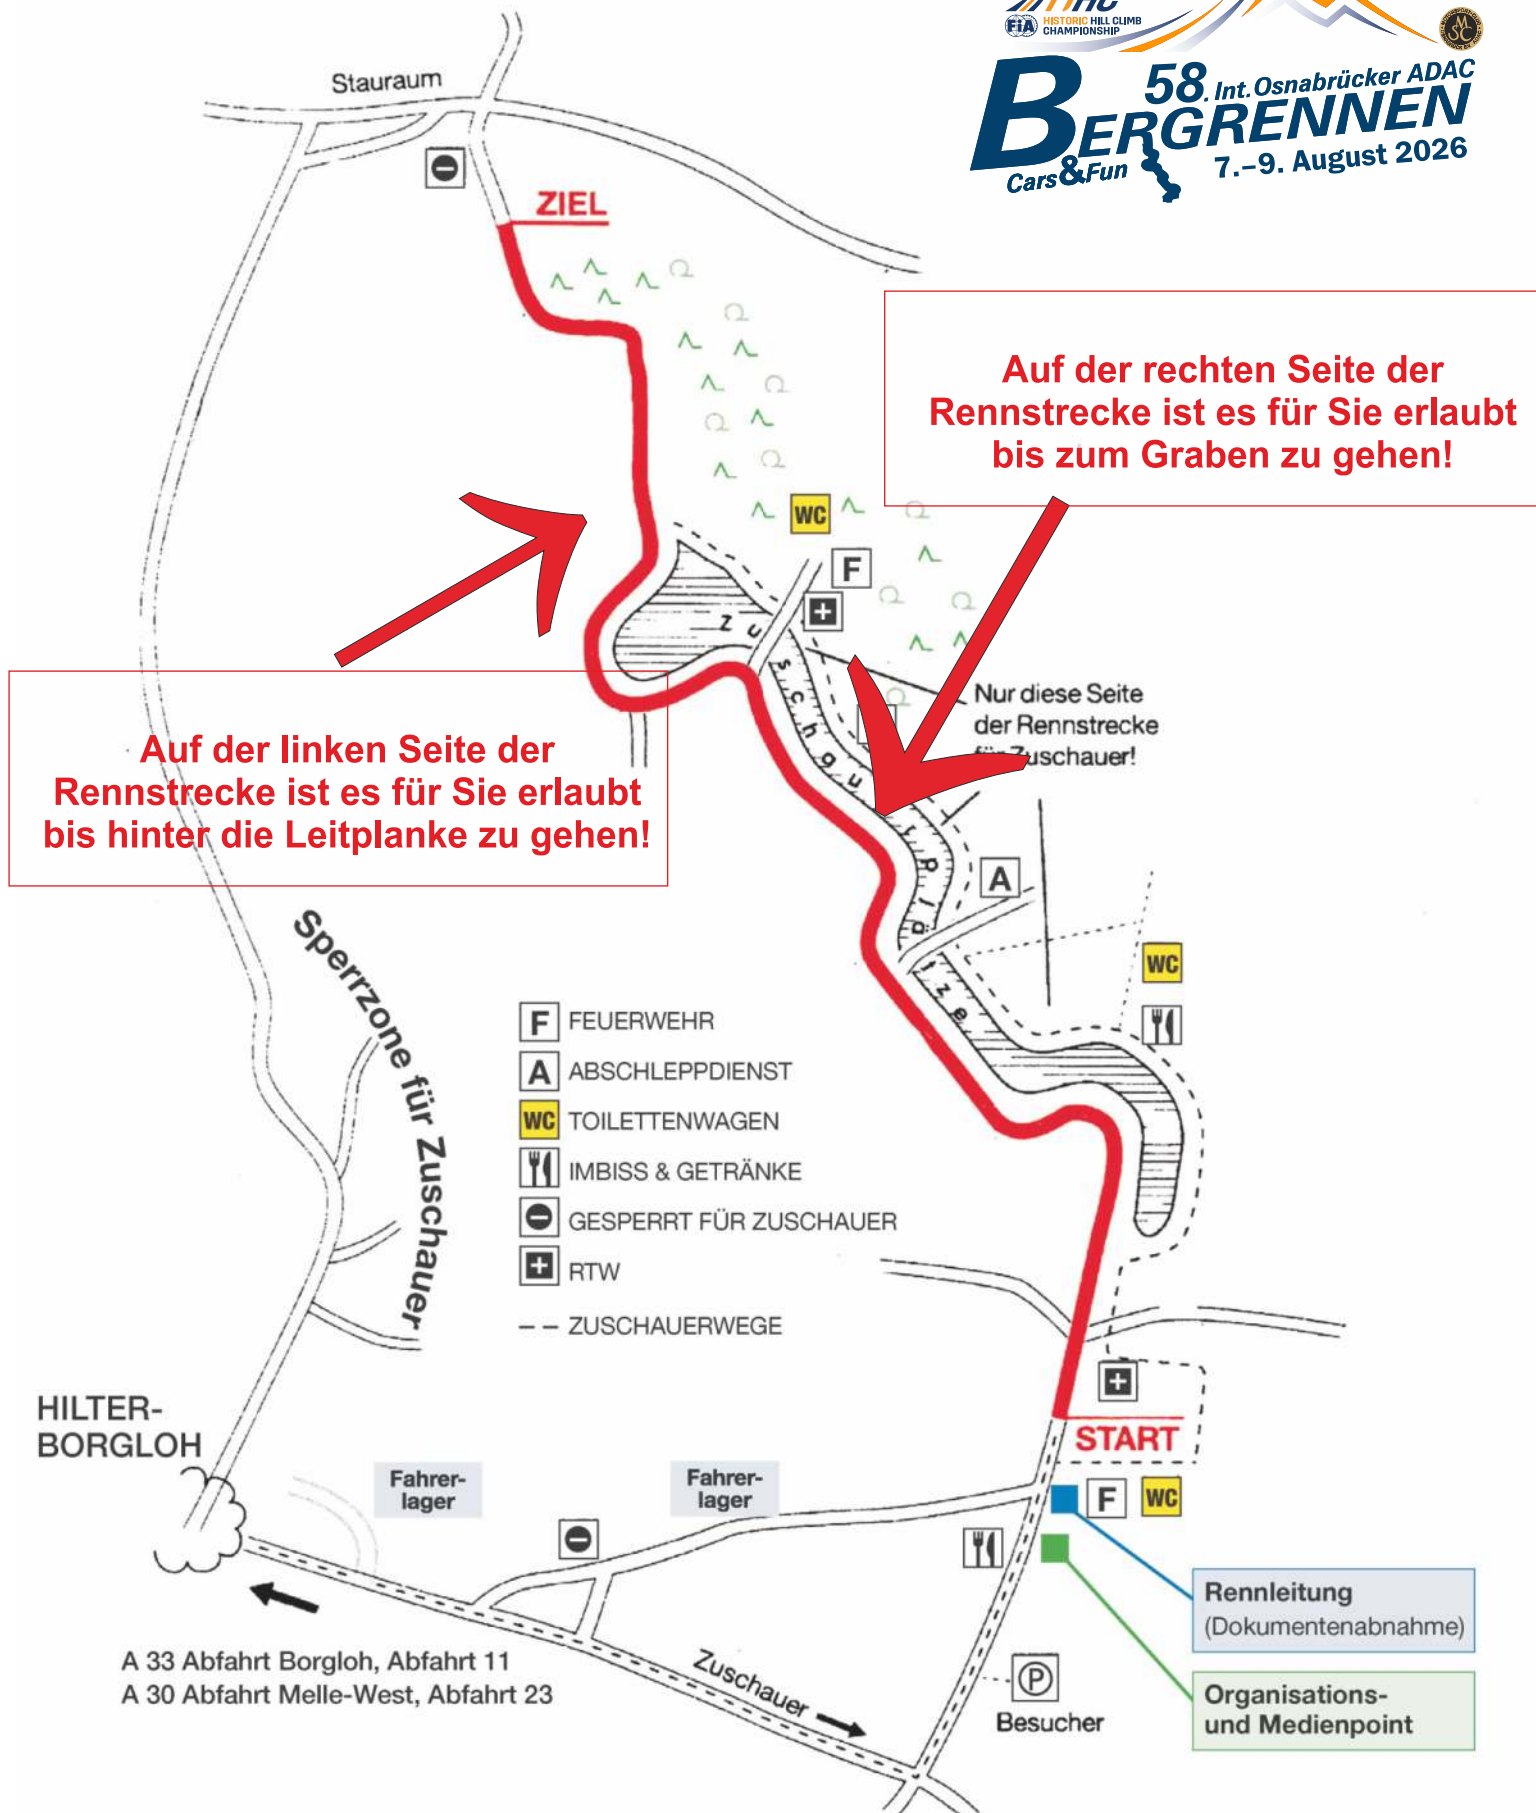 HC
FIA HISTORIC HILL CLIMB
CHAMPIONSHIP
MSC
58. Int. Osnabrücker ADAC
BERGRENNEN
Cars&Fun
7.–9. August 2026
Stauraum
ZIEL
Auf der rechten Seite der
Rennstrecke ist es für Sie erlaubt
bis zum Graben zu gehen!
WC
F
Zuschauerplätze
Nur diese Seite
der Rennstrecke
für Zuschauer!
Auf der linken Seite der
Rennstrecke ist es für Sie erlaubt
bis hinter die Leitplanke zu gehen!
A
WC
Sperrzone für Zuschauer
F FEUERWEHR
A ABSCHLEPPDIENST
WC TOILETTENWAGEN
IMBISS & GETRÄNKE
GESPERRT FÜR ZUSCHAUER
RTW
-- ZUSCHAUERWEGE
HILTER-
BORGLOH
START
Fahrer-
lager
Fahrer-
lager
F WC
Rennleitung
(Dokumentenabnahme)
A 33 Abfahrt Borgloh, Abfahrt 11
A 30 Abfahrt Melle-West, Abfahrt 23
Zuschauer
P
Besucher
Organisations-
und Medienpoint